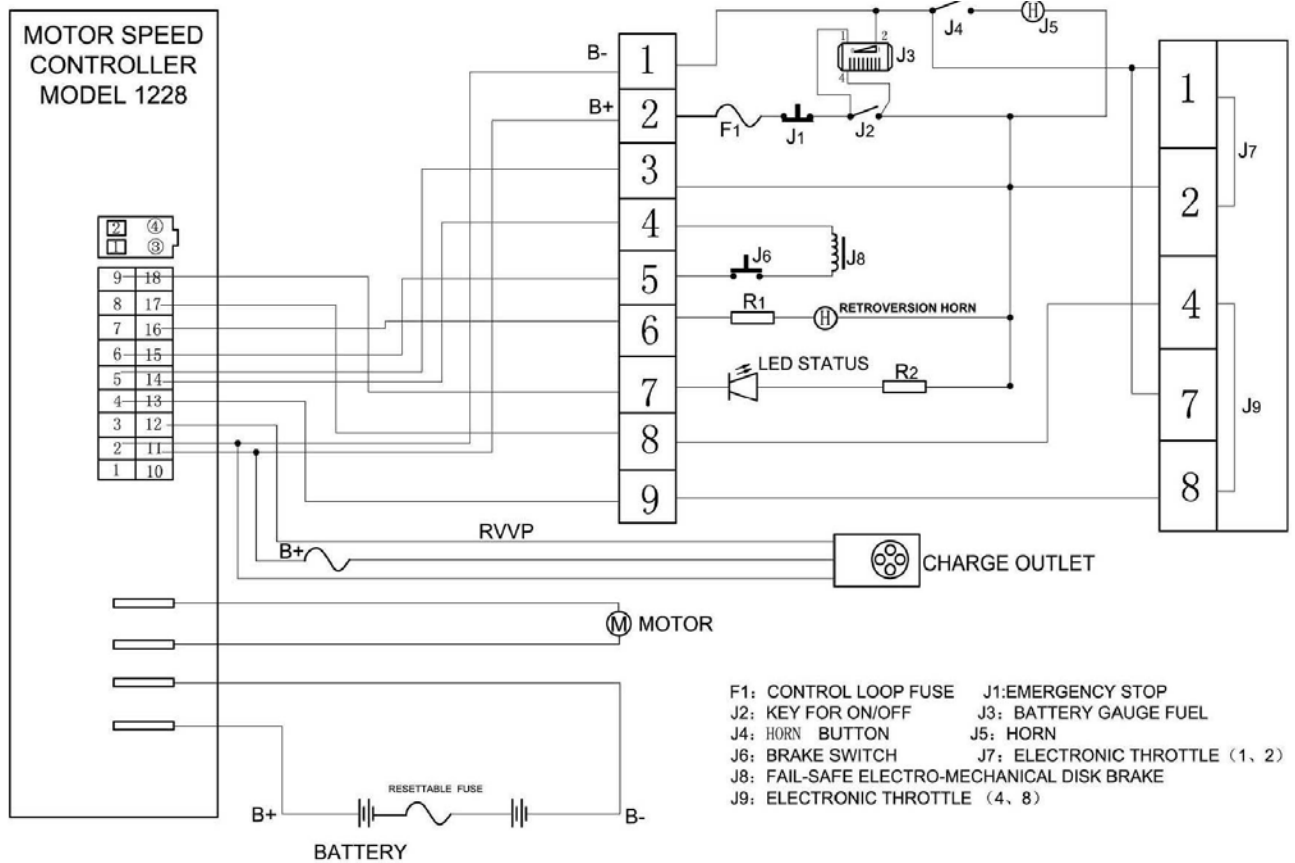 MOTOR SPEED
CONTROLLER
MODEL 1228
2 ④
1 ③
9 18
8 17
7 16
6 15
5 14
4 13
3 12
2 11
1 10
B-
B+
1
2
3
4
5
6
7
8
9
F1
J1
J2
1 2
4
J3
J4
H
J5
J6
J8
R1
H
RETROVERSION HORN
LED STATUS
R2
1
2
4
7
8
J7
J9
RVVP
B+
CHARGE OUTLET
M MOTOR
B+
RESETTABLE FUSE
B-
BATTERY
F1: CONTROL LOOP FUSE J1:EMERGENCY STOP
J2: KEY FOR ON/OFF J3: BATTERY GAUGE FUEL
J4: HORN BUTTON J5: HORN
J6: BRAKE SWITCH J7: ELECTRONIC THROTTLE (1、2)
J8: FAIL-SAFE ELECTRO-MECHANICAL DISK BRAKE
J9: ELECTRONIC THROTTLE (4、8)